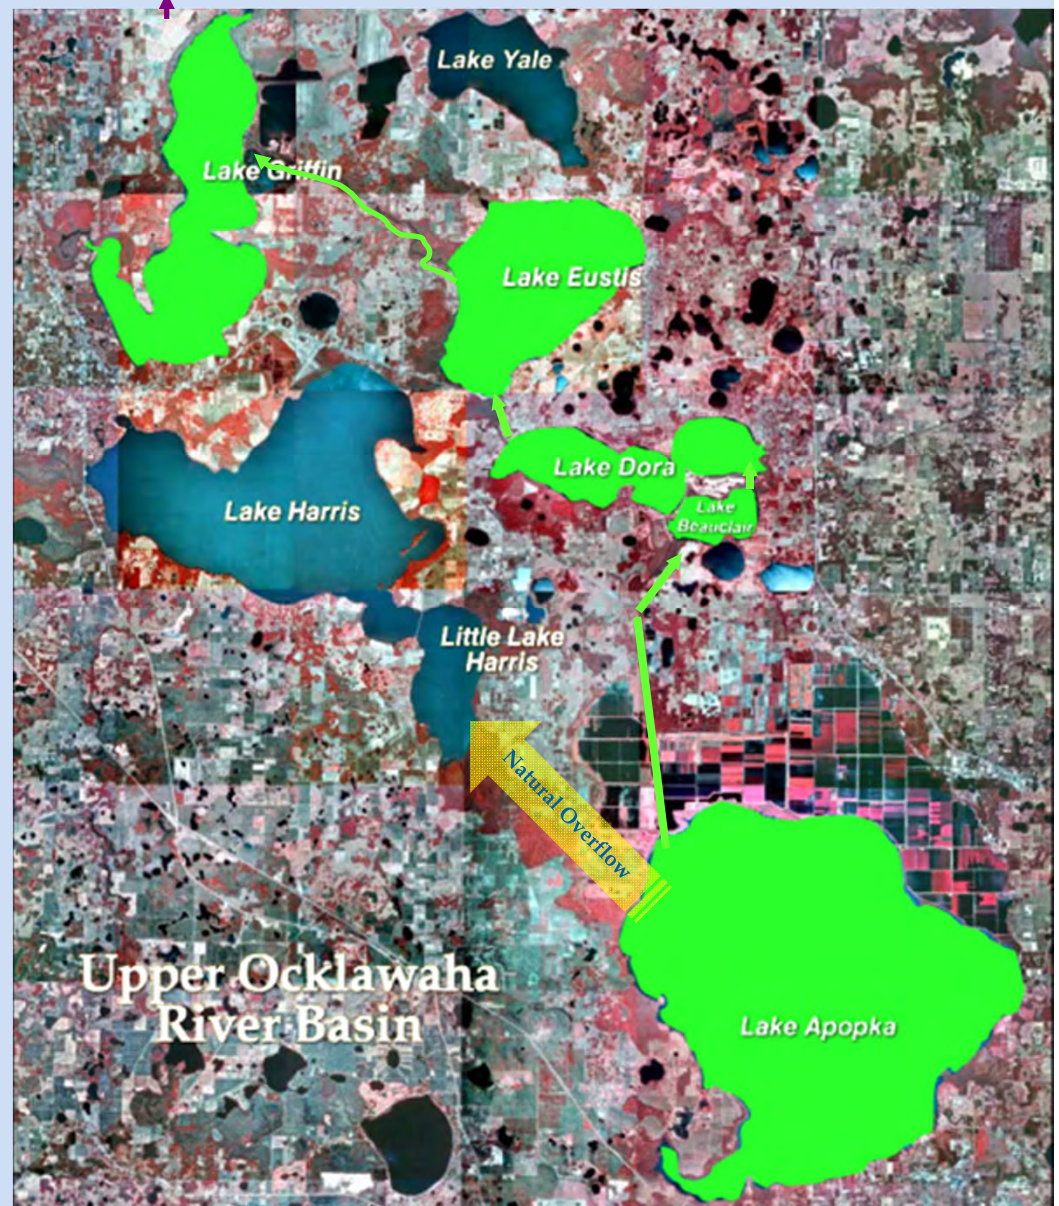 Lake Yale
Lake Griffin
Lake Eustis
Lake Dora
Lake
Beauclair
Lake Harris
Little Lake
Harris
Natural Overflow
Upper Ocklawaha
River Basin
Lake Apopka